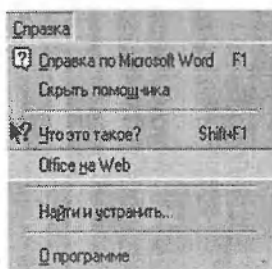 Справка
Справка по Microsoft Word F1
Скрыть помощника
Что это такое? Shift+F1
Office на Web
Найти и устранить...
О программе